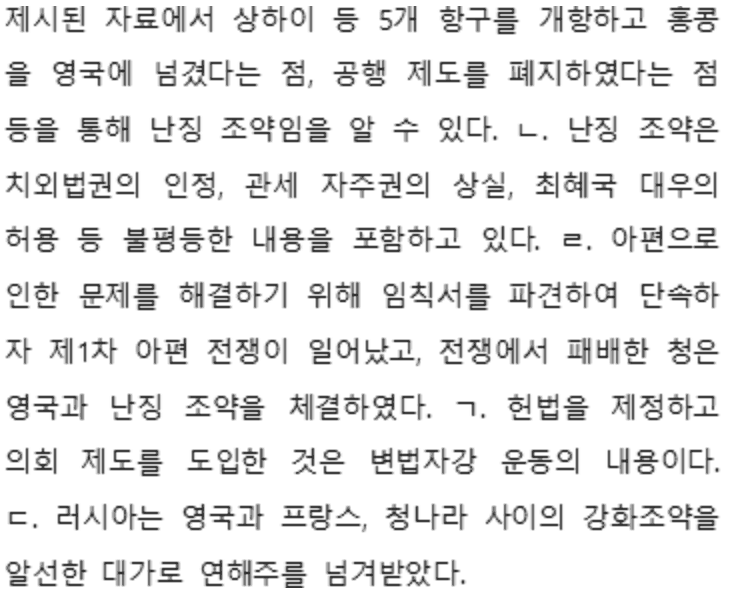 제시된 자료에서 상하이 등 5개 항구를 개항하고 홍콩
을 영국에 넘겼다는 점, 공행 제도를 폐지하였다는 점
등을 통해 난징 조약임을 알 수 있다. ㄴ. 난징 조약은
치외법권의 인정, 관세 자주권의 상실, 최혜국 대우의
허용 등 불평등한 내용을 포함하고 있다. ㄹ. 아편으로
인한 문제를 해결하기 위해 임칙서를 파견하여 단속하
자 제1차 아편 전쟁이 일어났고, 전쟁에서 패배한 청은
영국과 난징 조약을 체결하였다. ㄱ. 헌법을 제정하고
의회 제도를 도입한 것은 변법자강 운동의 내용이다.
ㄷ. 러시아는 영국과 프랑스, 청나라 사이의 강화조약을
알선한 대가로 연해주를 넘겨받았다.